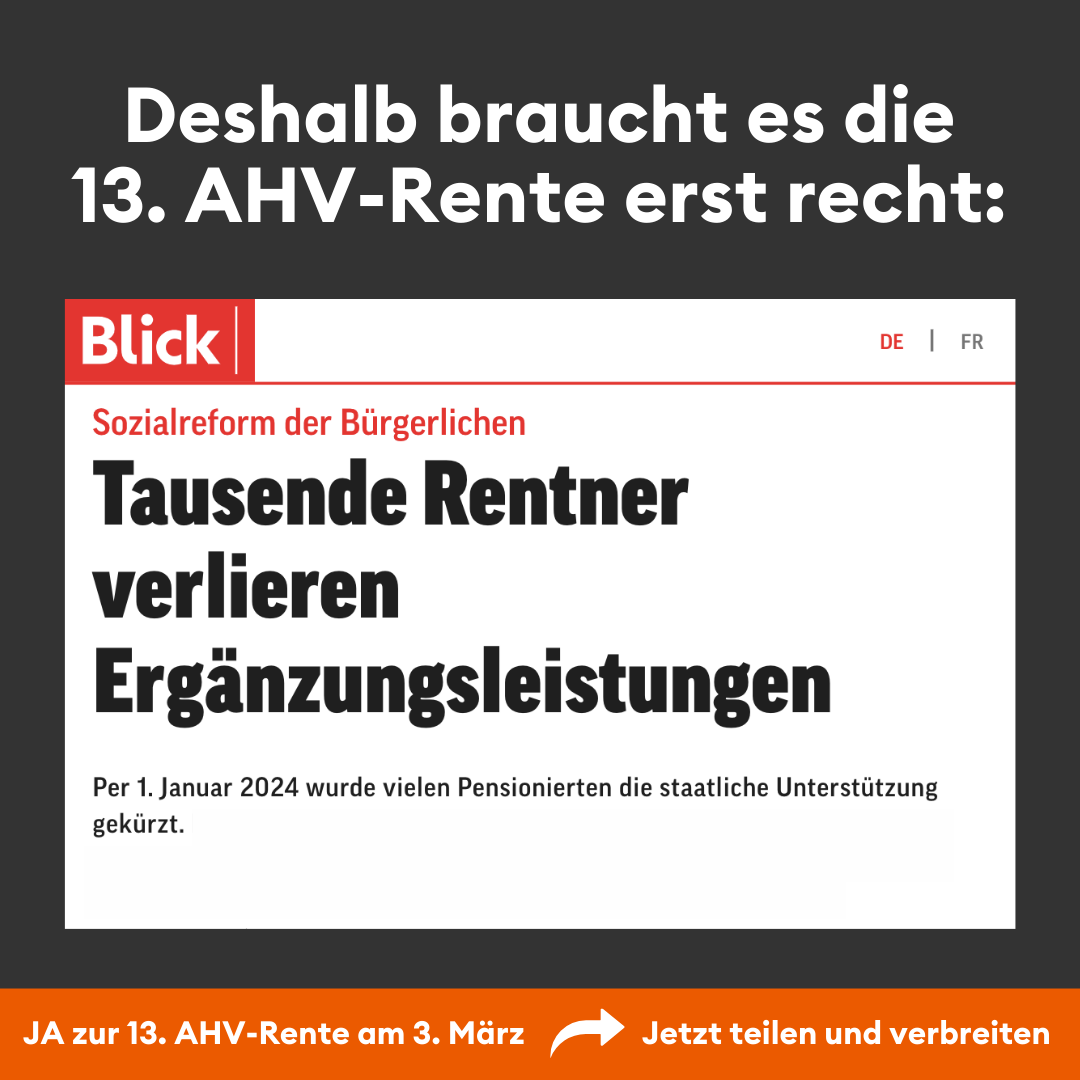 Deshalb braucht es die
13. AHV-Rente erst recht:
Blick
DE | FR
Sozialreform der Bürgerlichen
Tausende Rentner
verlieren
Ergänzungsleistungen
Per 1. Januar 2024 wurde vielen Pensionierten die staatliche Unterstützung
gekürzt.
JA zur 13. AHV-Rente am 3. März
Jetzt teilen und verbreiten